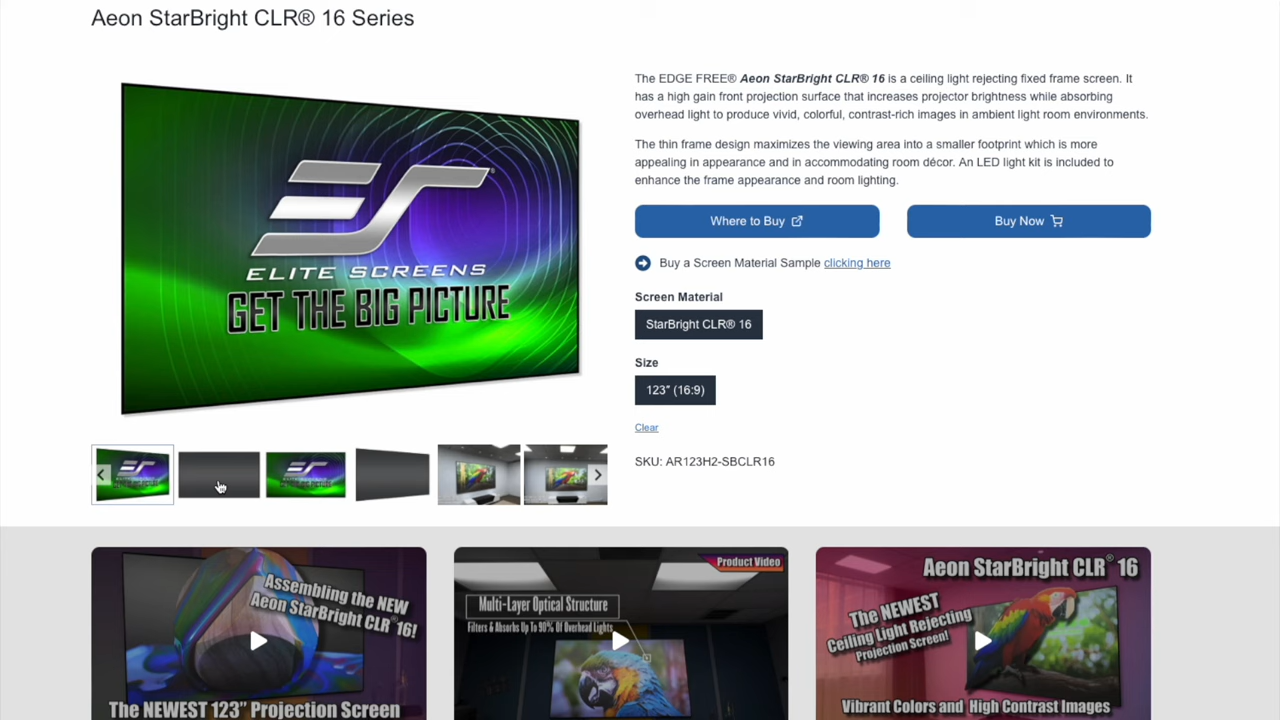 Aeon StarBright CLR® 16 Series
The EDGE FREE® Aeon StarBright CLR® 16 is a ceiling light rejecting fixed frame screen. It
has a high gain front projection surface that increases projector brightness while absorbing
overhead light to produce vivid, colorful, contrast-rich images in ambient light room environments.
The thin frame design maximizes the viewing area into a smaller footprint which is more
appealing in appearance and in accommodating room décor. An LED light kit is included to
enhance the frame appearance and room lighting.
Where to Buy
Buy Now
Buy a Screen Material Sample clicking here
Screen Material
StarBright CLR® 16
Size
123″ (16:9)
Clear
SKU: AR123H2-SBCLR16
ES®
ELITE SCREENS
GET THE BIG PICTURE
Assembling the NEW
Aeon StarBright CLR®16!
The NEWEST 123” Projection Screen
Product Video
Multi-Layer Optical Structure
Filters & Absorbs Up To 90% Of Overhead Lights
Aeon StarBright CLR® 16
The NEWEST
Ceiling Light Rejecting
Projection Screen!
Vibrant Colors and High Contrast Images